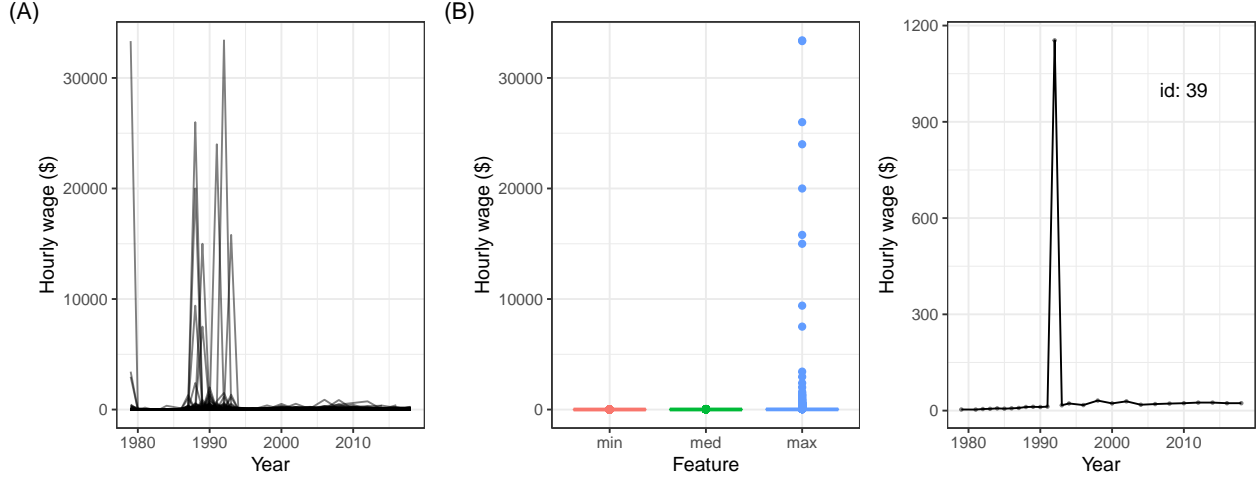 (A)
Hourly wage ($)
30000
20000
10000
0
1980 1990 2000 2010
Year
(B)
Hourly wage ($)
30000
20000
10000
0
min med max
Feature
Hourly wage ($)
1200
900
600
300
0
id: 39
1980 1990 2000 2010
Year